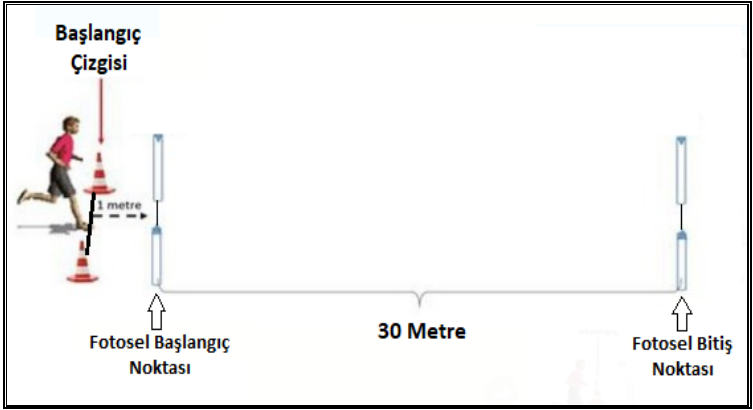 Başlangıç
Çizgisi
1 metre
30 Metre
Fotosel Başlangıç
Noktası
Fotosel Bitiş
Noktası